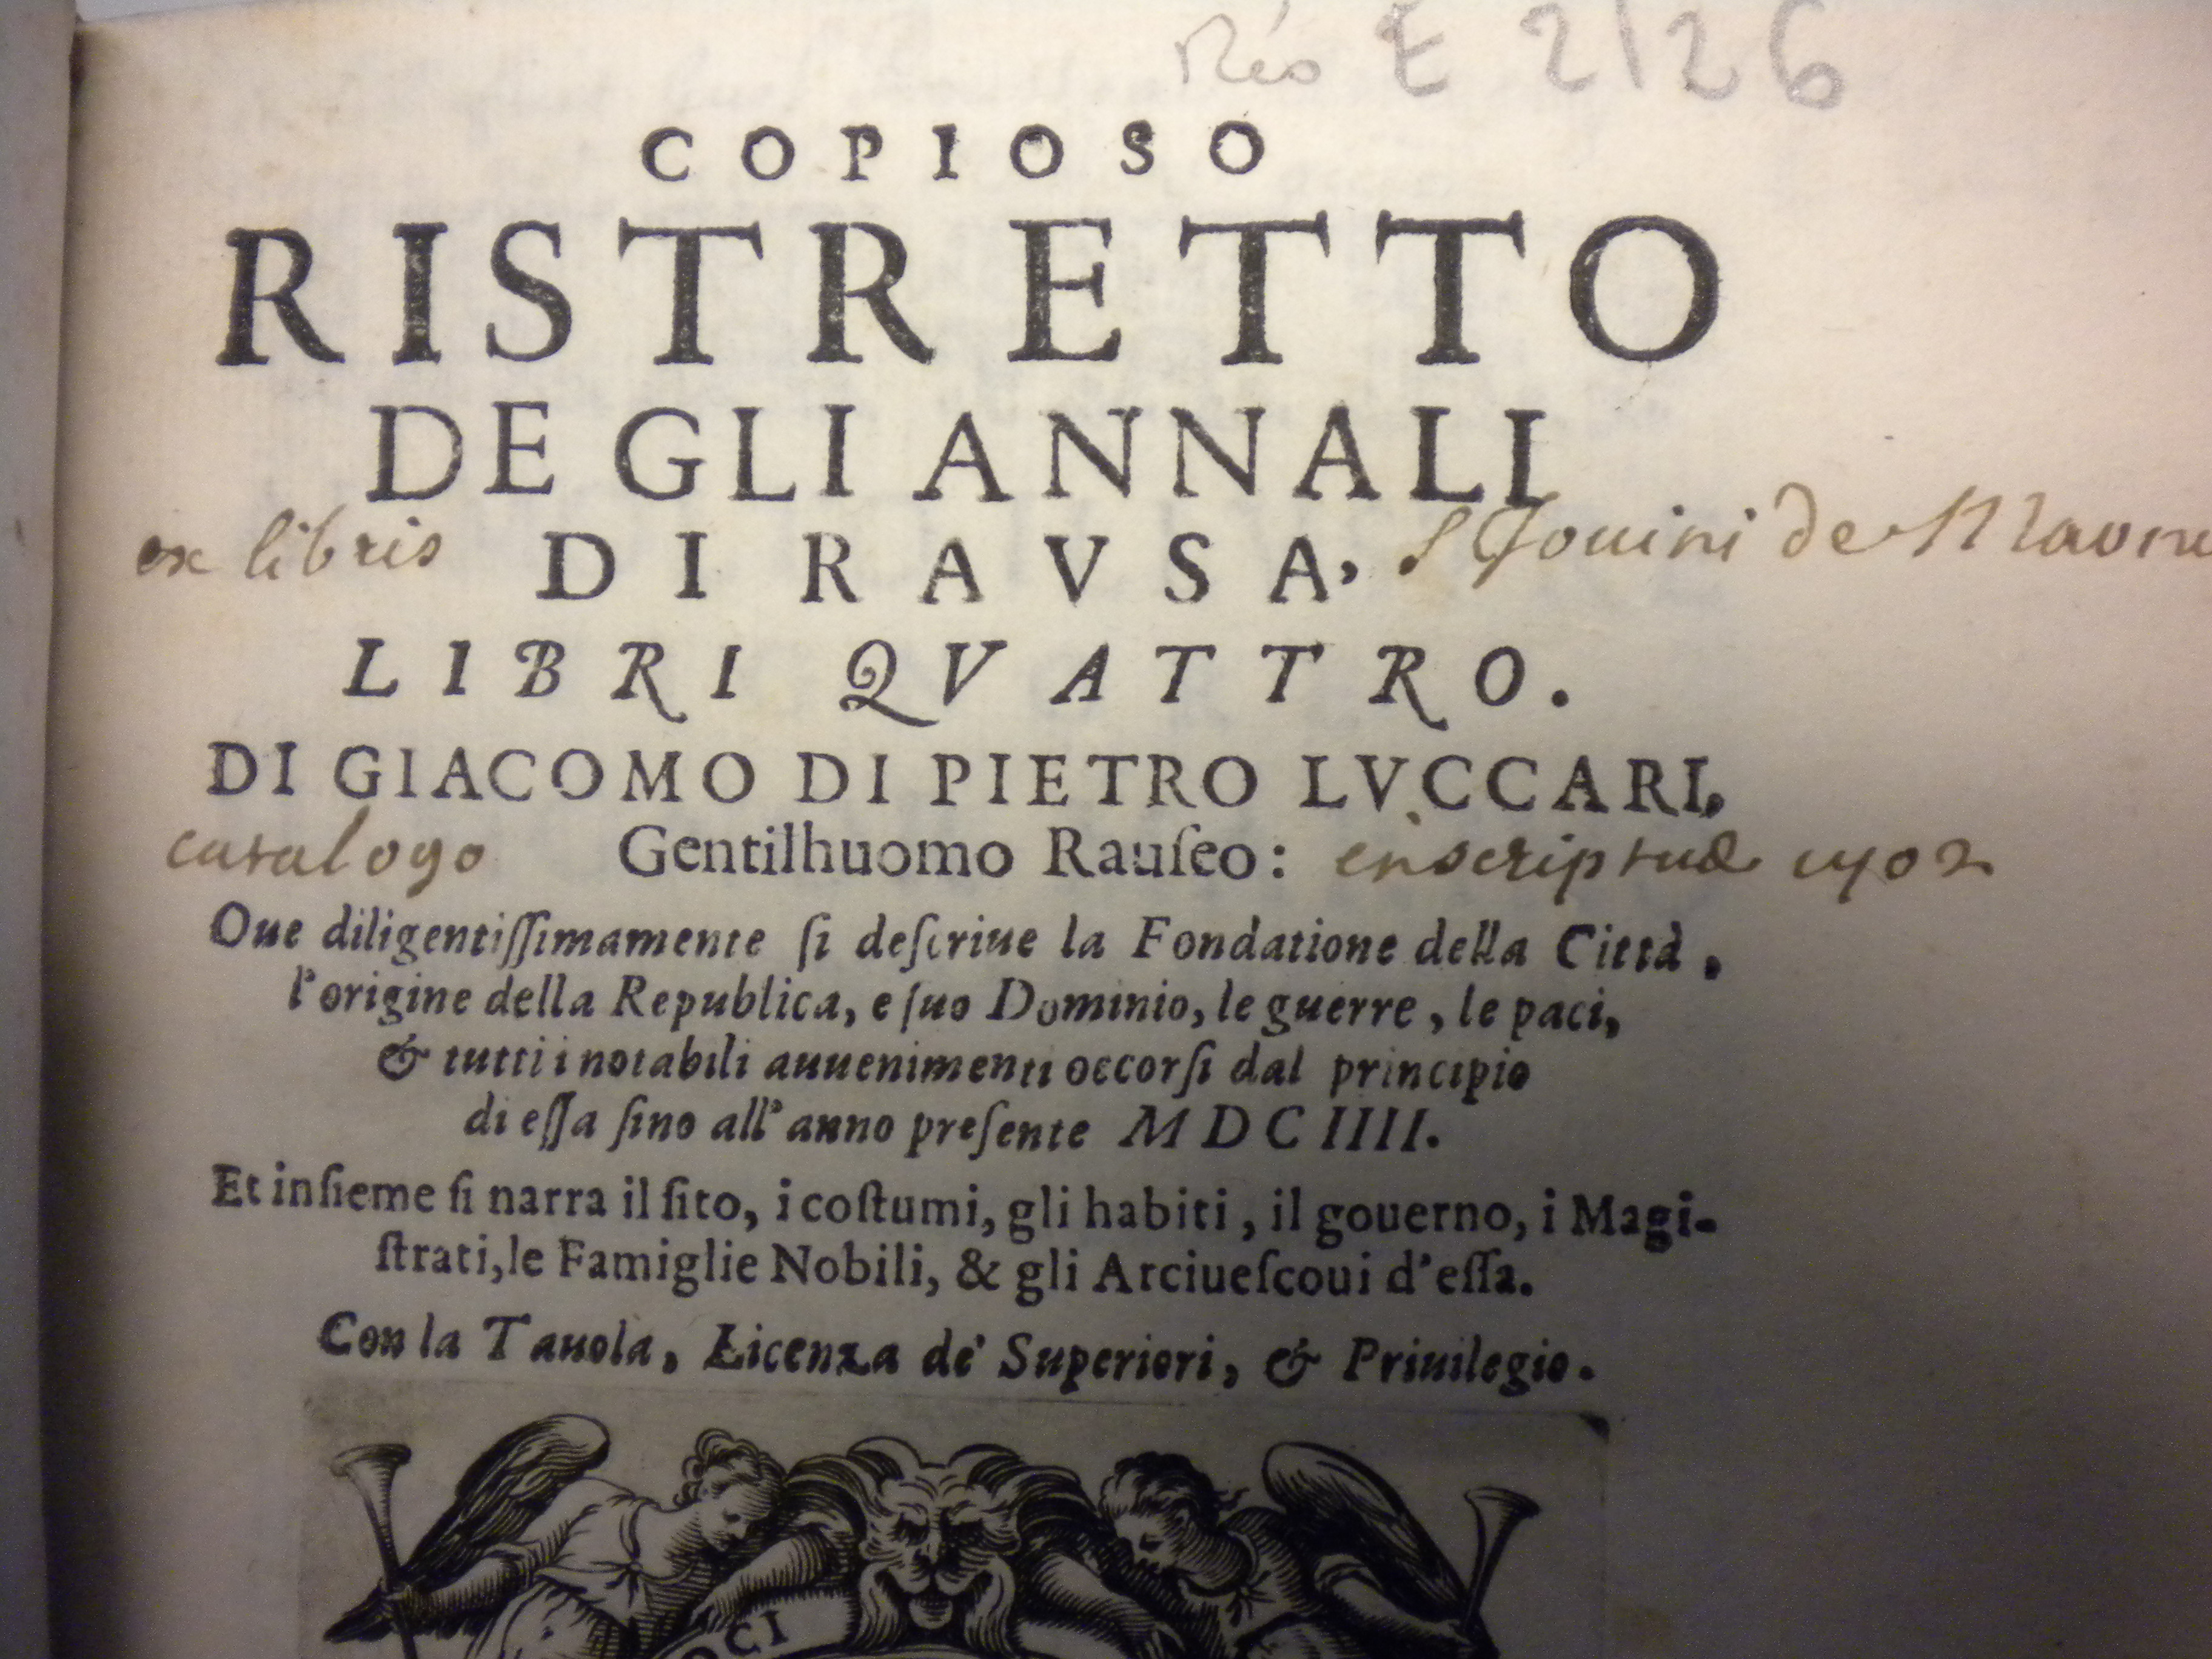 Rés E 2126
COPIOSO
RISTRETTO
DE GLI ANNALI
DI RAVSA,
ex libris S Jouini de
LIBRI QVATTRO.
DI GIACOMO DI PIETRO LVCCARI,
Gentilhuomo Rauſeo:
catalogo inscriptus 1702
Oue diligentiſſimamente ſi deſcriue la Fondatione della Città,
l'origine della Republica, e ſuo Dominio, le guerre, le paci,
& tutti i notabili auuenimenti occorſi dal principio
di eſſa ſino all'anno preſente MDCIIII.
Et inſieme ſi narra il ſito, i coſtumi, gli habiti, il gouerno, i Magi-
ſtrati, le Famiglie Nobili, & gli Arciueſcoui d'eſſa.
Con la Tauola, Licenza de' Superiori, & Priuilegio.
OCI